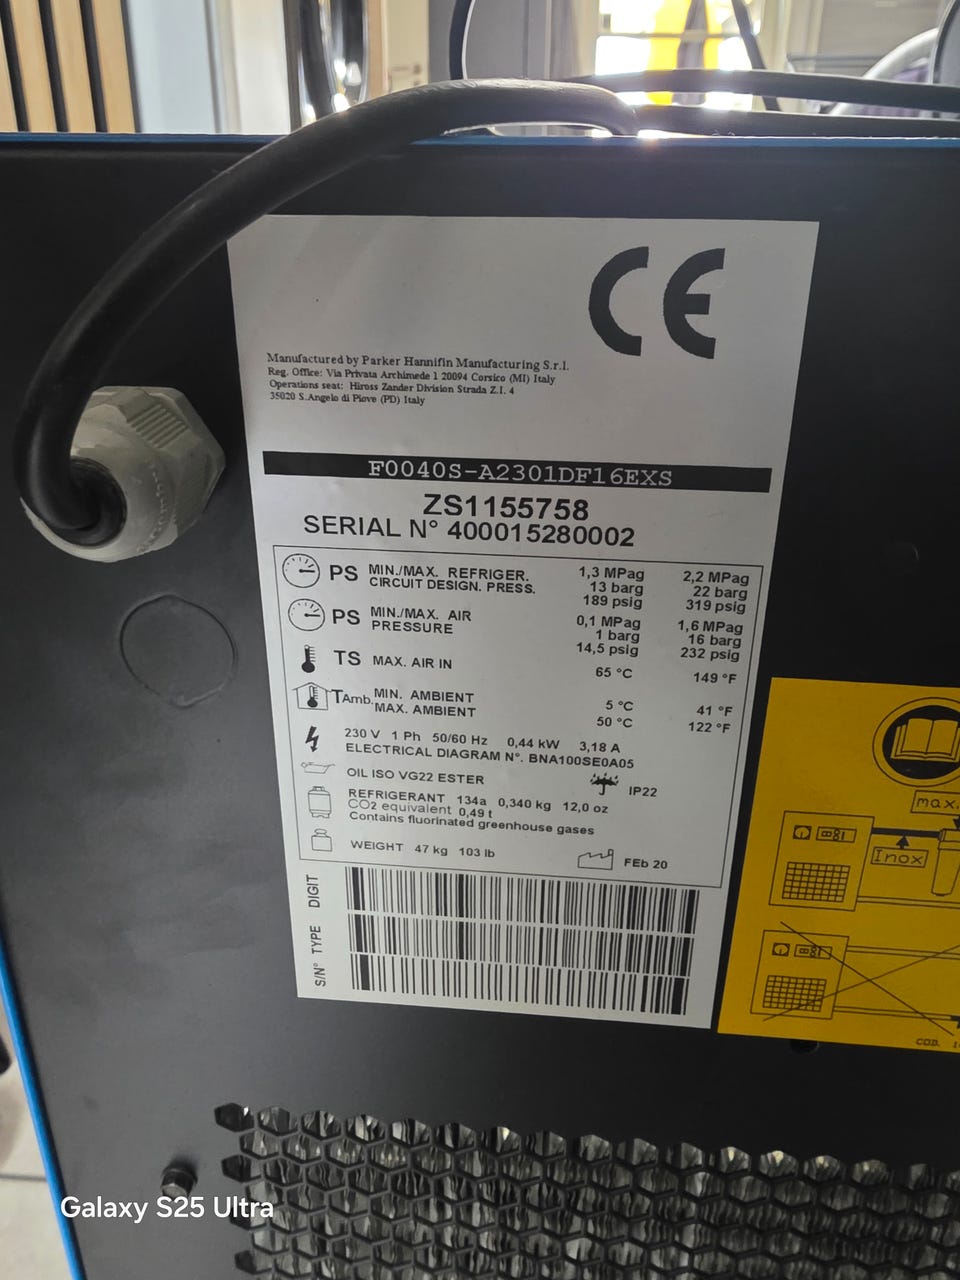 CE
Manufactured by Parker Hannifin Manufacturing S.r.l.
Reg. Office: Via Privata Archimede 1 20094 Corsico (MI) Italy
Operations seat: Hiross Zander Division Strada Z.I. 4
35020 S.Angelo di Piove (PD) Italy
F0040S-A2301DF16EXS
ZS1155758
SERIAL N° 400015280002
PS MIN./MAX. REFRIGER. 1,3 MPag 2,2 MPag
CIRCUIT DESIGN. PRESS. 13 barg 22 barg
189 psig 319 psig
PS MIN./MAX. AIR 0,1 MPag 1,6 MPag
PRESSURE 1 barg 16 barg
14,5 psig 232 psig
TS MAX. AIR IN 65 °C 149 °F
TAmb. MIN. AMBIENT 5 °C 41 °F
MAX. AMBIENT 50 °C 122 °F
230 V 1 Ph 50/60 Hz 0,44 kW 3,18 A
ELECTRICAL DIAGRAM N°. BNA100SE0A05
OIL ISO VG22 ESTER IP22
REFRIGERANT 134a 0,340 kg 12,0 oz
CO2 equivalent 0,49 t
Contains fluorinated greenhouse gases
WEIGHT 47 kg 103 lb FEb 20
S/N° TYPE DIGIT
max.
Inox
COD.
Galaxy S25 Ultra